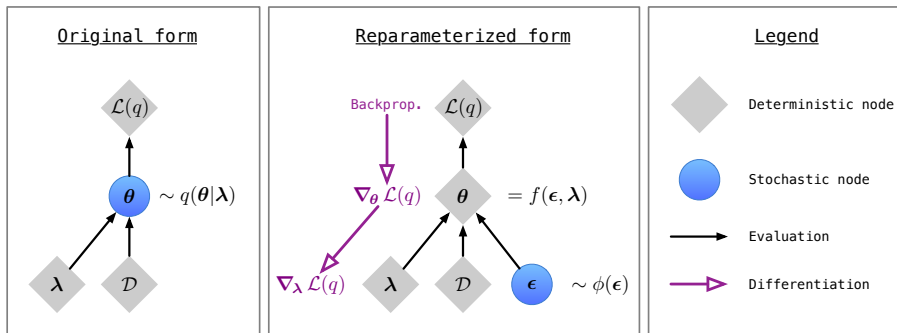 Original form
ℒ(q)
θ ∼ q(θ|λ)
λ 𝒟
Reparameterized form
Backprop. ℒ(q)
∇θ ℒ(q) θ = f(ϵ, λ)
∇λ ℒ(q) λ 𝒟 ϵ ∼ ϕ(ϵ)
Legend
Deterministic node
Stochastic node
Evaluation
Differentiation